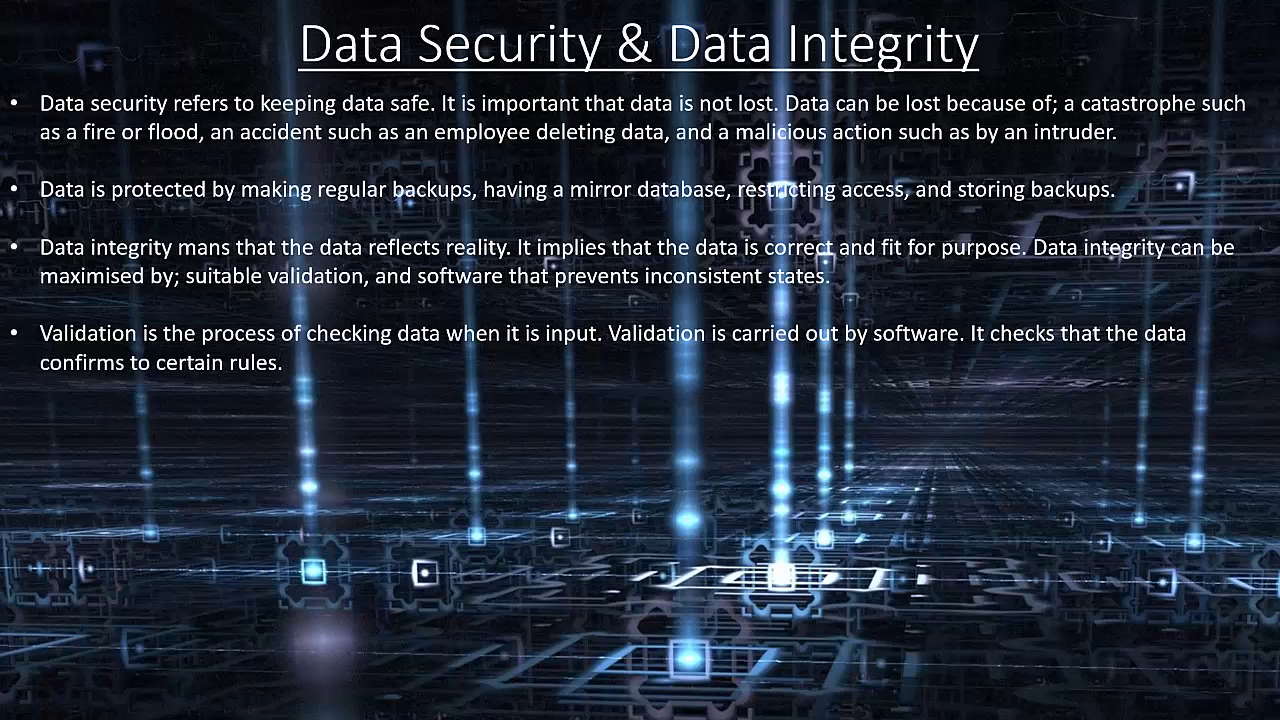 Data Security & Data Integrity
• Data security refers to keeping data safe. It is important that data is not lost. Data can be lost because of; a catastrophe such
as a fire or flood, an accident such as an employee deleting data, and a malicious action such as by an intruder.
• Data is protected by making regular backups, having a mirror database, restricting access, and storing backups.
• Data integrity mans that the data reflects reality. It implies that the data is correct and fit for purpose. Data integrity can be
maximised by; suitable validation, and software that prevents inconsistent states.
• Validation is the process of checking data when it is input. Validation is carried out by software. It checks that the data
confirms to certain rules.